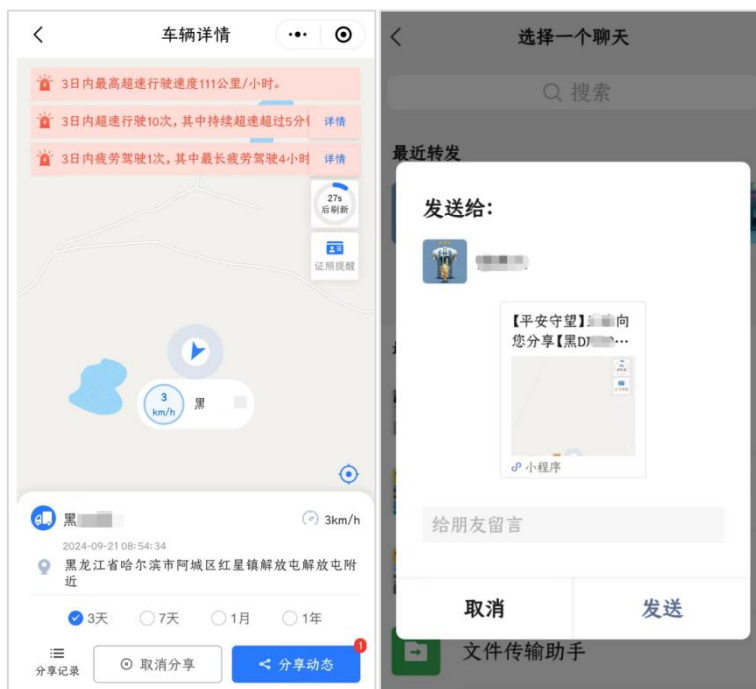 车辆详情
3日内最高超速行驶速度111公里/小时。
3日内超速行驶10次，其中持续超速超过5分
详情
3日内疲劳驾驶1次，其中最长疲劳驾驶4小时
详情
27s
后刷新
证照提醒
3
km/h
黑
黑
3km/h
2024-09-21 08:54:34
黑龙江省哈尔滨市阿城区红星镇解放屯解放屯附
近
3天
7天
1月
1年
分享记录
取消分享
分享动态
1
选择一个聊天
搜索
最近转发
发送给：
【平安守望】 向
您分享【黑D …
小程序
给朋友留言
取消
发送
文件传输助手